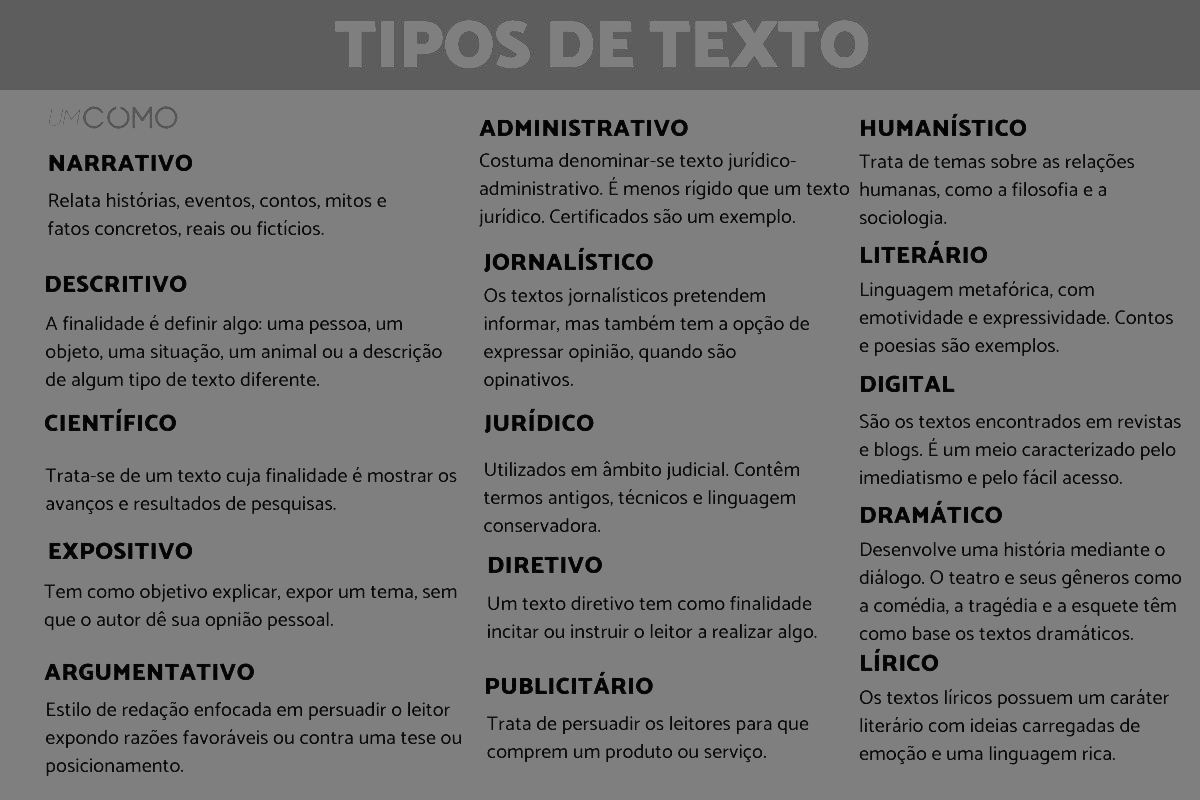 TIPOS DE TEXTO
UMCOMO
NARRATIVO
Relata histórias, eventos, contos, mitos e
fatos concretos, reais ou fictícios.
DESCRITIVO
A finalidade é definir algo: uma pessoa, um
objeto, uma situação, um animal ou a descrição
de algum tipo de texto diferente.
CIENTÍFICO
Trata-se de um texto cuja finalidade é mostrar os
avanços e resultados de pesquisas.
EXPOSITIVO
Tem como objetivo explicar, expor um tema, sem
que o autor dê sua opnião pessoal.
ARGUMENTATIVO
Estilo de redação enfocada em persuadir o leitor
expondo razões favoráveis ou contra uma tese ou
posicionamento.
ADMINISTRATIVO
Costuma denominar-se texto jurídico-
administrativo. É menos rígido que um texto
jurídico. Certificados são um exemplo.
JORNALÍSTICO
Os textos jornalísticos pretendem
informar, mas também tem a opção de
expressar opinião, quando são
opinativos.
JURÍDICO
Utilizados em âmbito judicial. Contêm
termos antigos, técnicos e linguagem
conservadora.
DIRETIVO
Um texto diretivo tem como finalidade
incitar ou instruir o leitor a realizar algo.
PUBLICITÁRIO
Trata de persuadir os leitores para que
comprem um produto ou serviço.
HUMANÍSTICO
Trata de temas sobre as relações
humanas, como a filosofia e a
sociologia.
LITERÁRIO
Linguagem metafórica, com
emotividade e expressividade. Contos
e poesias são exemplos.
DIGITAL
São os textos encontrados em revistas
e blogs. É um meio caracterizado pelo
imediatismo e pelo fácil acesso.
DRAMÁTICO
Desenvolve uma história mediante o
diálogo. O teatro e seus gêneros como
a comédia, a tragédia e a esquete têm
como base os textos dramáticos.
LÍRICO
Os textos líricos possuem um caráter
literário com ideias carregadas de
emoção e uma linguagem rica.